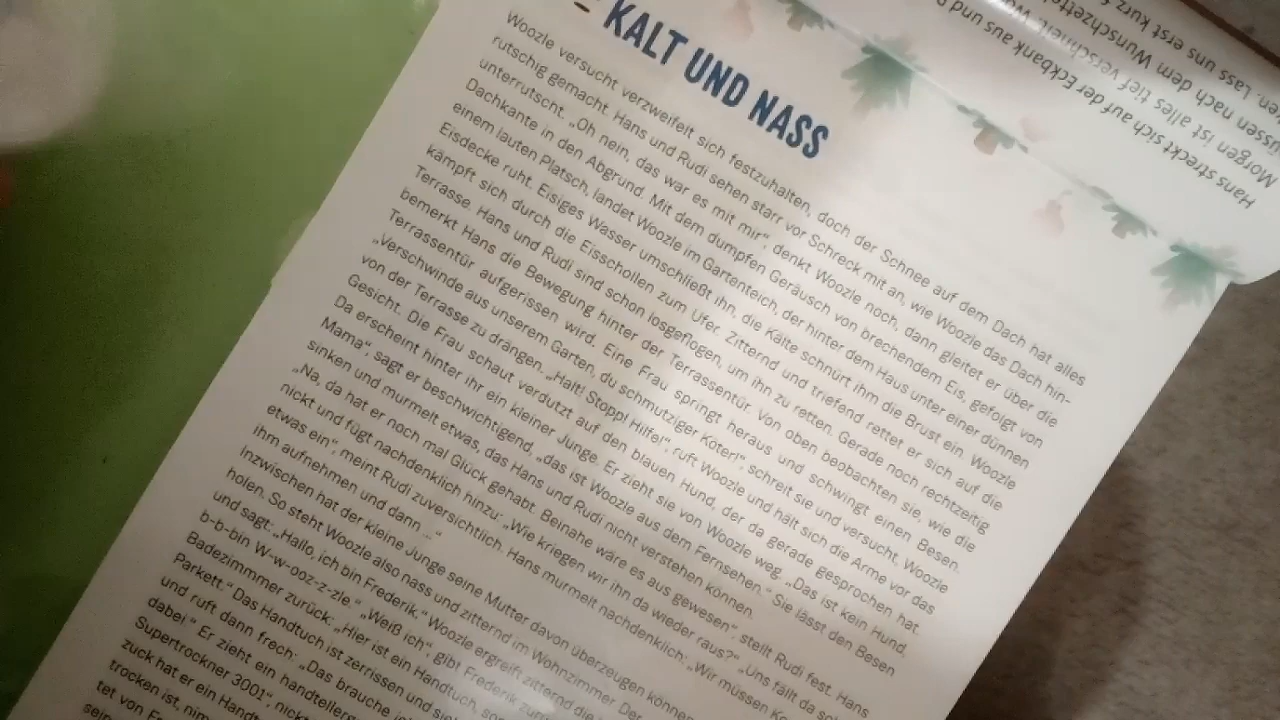 KALT UND NASS
Woozle versucht verzweifelt sich festzuhalten, doch der Schnee auf dem Dach hat alles
rutschig gemacht. Hans und Rudi sehen starr vor Schreck mit an, wie Woozle das Dach hin-
unterrutscht. „Oh nein, das war es mit mir“, denkt Woozle noch, dann gleitet er über die
Dachkante in den Abgrund. Mit dem dumpfen Geräusch von brechendem Eis, gefolgt von
einem lauten Platsch, landet Woozle im Gartenteich, der hinter dem Haus unter einer dünnen
Eisdecke ruht. Eisiges Wasser umschließt ihn, die Kälte schnürt ihm die Brust ein. Woozle
kämpft sich durch die Eisschollen zum Ufer. Zitternd und triefend rettet er sich auf die
Terrasse. Hans und Rudi sind schon losgeflogen, um ihn zu retten. Gerade noch rechtzeitig
bemerkt Hans die Bewegung hinter der Terrassentür. Von oben beobachten sie, wie die
Terrassentür aufgerissen wird. Eine Frau springt heraus und schwingt einen Besen.
„Verschwinde aus unserem Garten, du schmutziger Köter!“, schreit sie und versucht, Woozle
von der Terrasse zu drängen. „Halt! Stopp! Hilfe!“, ruft Woozle und hält sich die Arme vor das
Gesicht. Die Frau schaut verdutzt auf den blauen Hund, der da gerade gesprochen hat.
Da erscheint hinter ihr ein kleiner Junge. Er zieht sie von Woozle weg. „Das ist kein Hund,
Mama“, sagt er beschwichtigend, „das ist Woozle aus dem Fernsehen.“ Sie lässt den Besen
sinken und murmelt etwas, das Hans und Rudi nicht verstehen können.
„Na, da hat er noch mal Glück gehabt. Beinahe wäre es aus gewesen“, stellt Rudi fest. Hans
nickt und fügt nachdenklich hinzu: „Wie kriegen wir ihn da wieder raus?“ „Uns fällt da
etwas ein“, meint Rudi zuversichtlich. Hans murmelt nachdenklich: „Wir müssen
ihm aufnehmen und dann ...“
Inzwischen hat der kleine Junge seine Mutter davon überzeugen können,
holen. So steht Woozle also nass und zitternd im Wohnzimmer. Der
und sagt: „Hallo, ich bin Frederik.“ Woozle ergreift zitternd die
b-b-bin W-w-ooz-z-zle.“ „Weiß ich“, gibt Frederik
Badezimmer zurück: „Hier ist ein Handtuch,
Parkett.“ Das Handtuch ist zerrissen und
und ruft dann frech: „Das brauche
dabei.“ Er zieht ein
Supertrockner 3001“,
zuck hat er ein
trocken ist,
tet von
Hans streckt sich auf der Eckbank aus und
Morgen ist alles tief verschneit.
nach dem Wunschzettel
Lass uns erst kurz